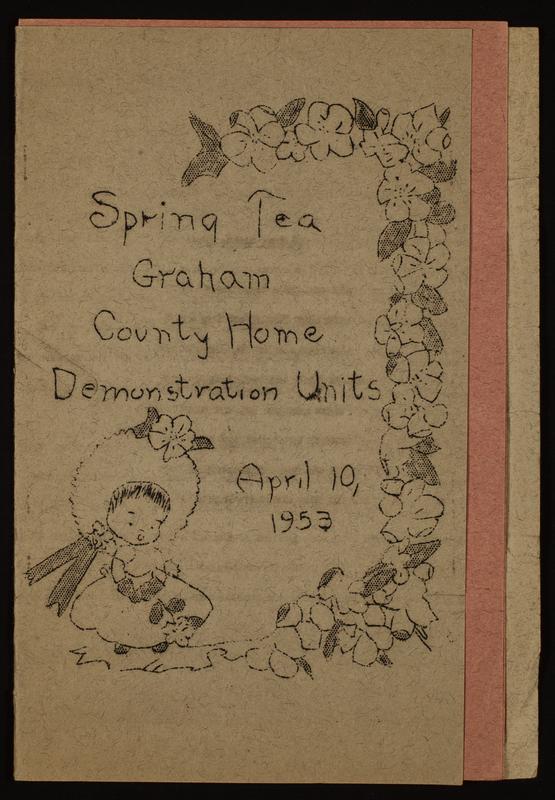 Spring Tea
Graham
County Home
Demonstration Units
April 10,
1953